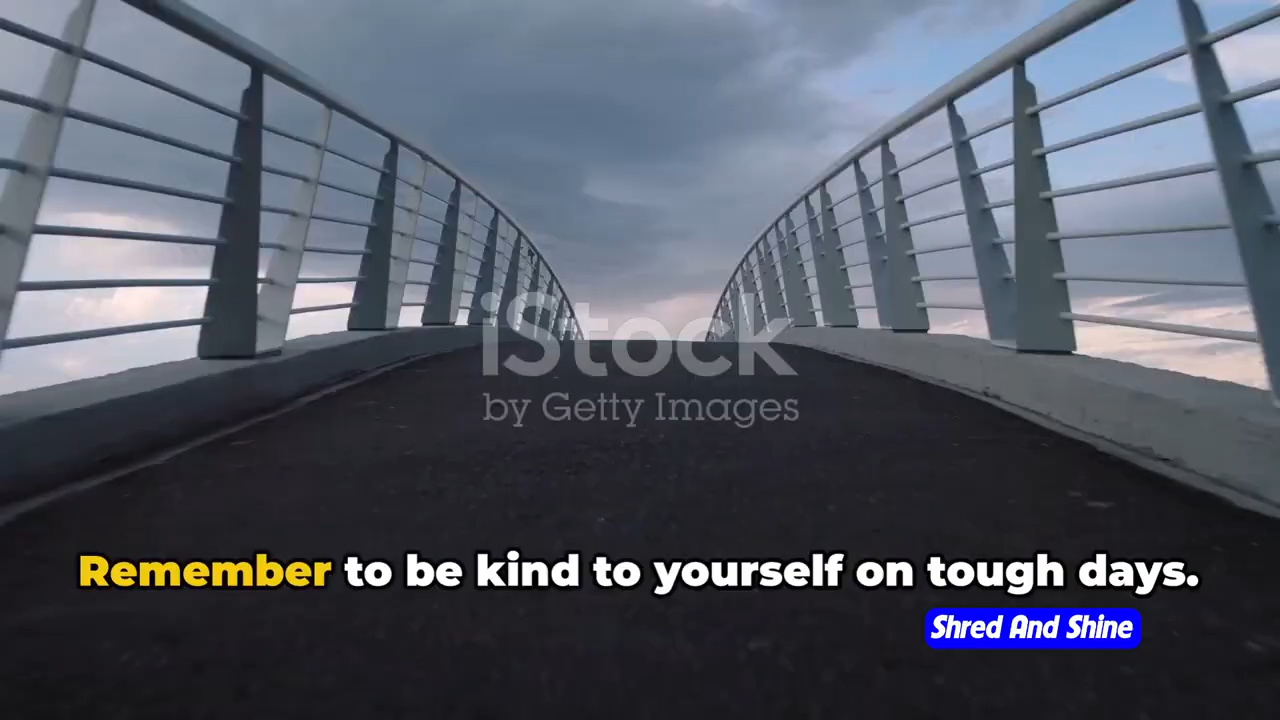 iStock
by Getty Images
Remember to be kind to yourself on tough days.
Shred And Shine